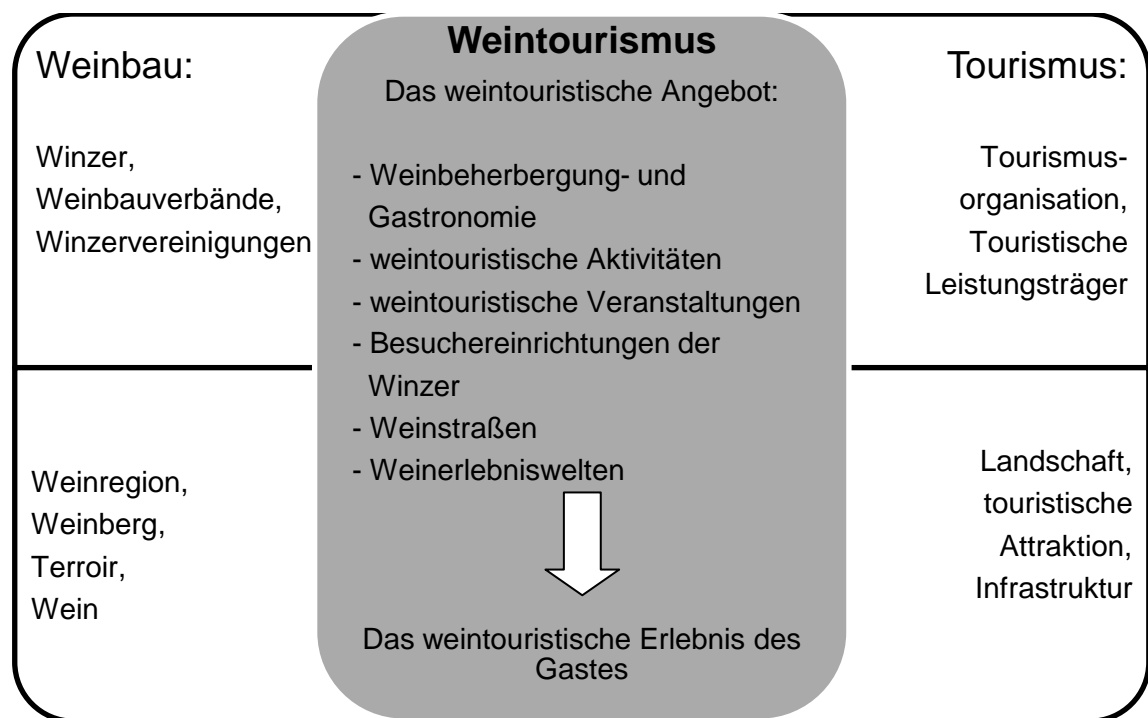 Weinbau:
Winzer,
Weinbauverbände,
Winzervereinigungen
Weinregion,
Weinberg,
Terroir,
Wein
Weintourismus
Das weintouristische Angebot:
- Weinbeherbergung- und
Gastronomie
- weintouristische Aktivitäten
- weintouristische Veranstaltungen
- Besuchereinrichtungen der
Winzer
- Weinstraßen
- Weinerlebniswelten
Das weintouristische Erlebnis des
Gastes
Tourismus:
Tourismus-
organisation,
Touristische
Leistungsträger
Landschaft,
touristische
Attraktion,
Infrastruktur